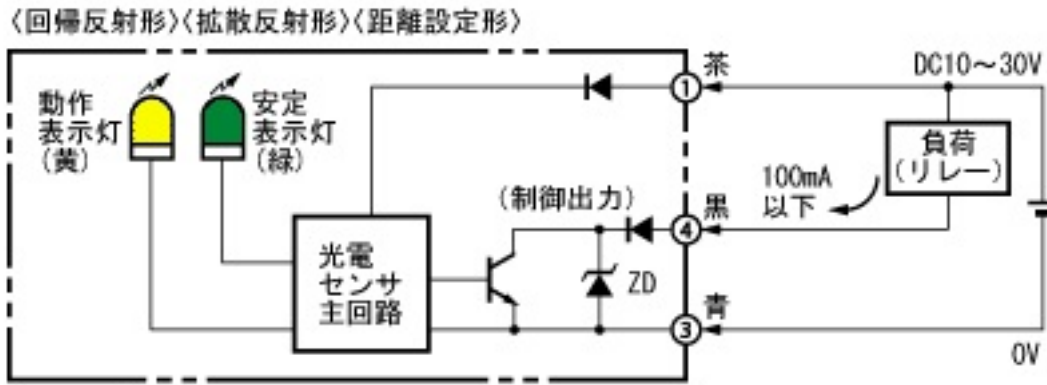 〈回帰反射形〉〈拡散反射形〉〈距離設定形〉
動作
表示灯
(黄)
安定
表示灯
(緑)
光電
センサ
主回路
(制御出力)
ZD
①
茶
④
黒
③
青
100mA
以下
DC10～30V
負荷
(リレー)
0V